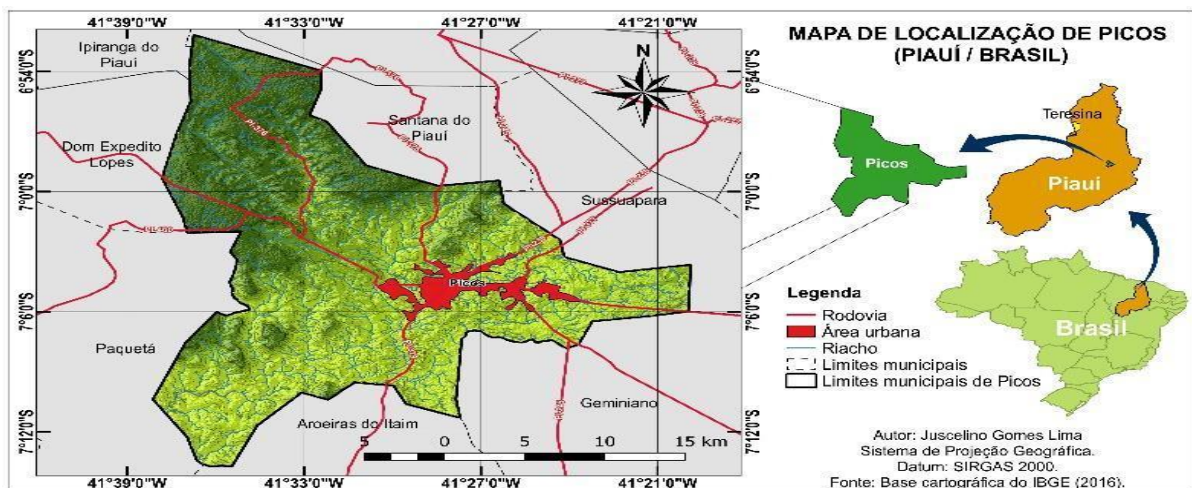 41°39'0"W 41°33'0"W 41°27'0"W 41°21'0"W
MAPA DE LOCALIZAÇÃO DE PICOS
(PIAUÍ / BRASIL)
6°54'0"S
7°0'0"S
7°6'0"S
7°12'0"S
6°54'0"S
7°0'0"S
7°6'0"S
7°12'0"S
Ipiranga do
Piauí
N
Santana do
Piauí
Dom Expedito
Lopes
Sussuapara
Picos
Paquetá
Geminiano
Aroeiras do Itaim
5 0 5 10 15 km
41°39'0"W 41°33'0"W 41°27'0"W 41°21'0"W
Teresina
Picos
Piauí
Brasil
Legenda
Rodovia
Área urbana
Riacho
Limites municipais
Limites municipais de Picos
Autor: Juscelino Gomes Lima
Sistema de Projeção Geográfica.
Datum: SIRGAS 2000.
Fonte: Base cartográfica do IBGE (2016).